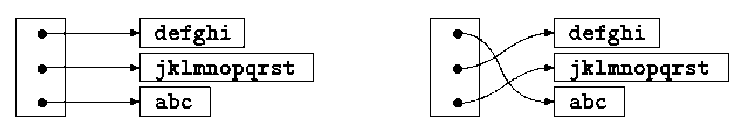 defghi defghi
jklmnopqrst jklmnopqrst
abc abc